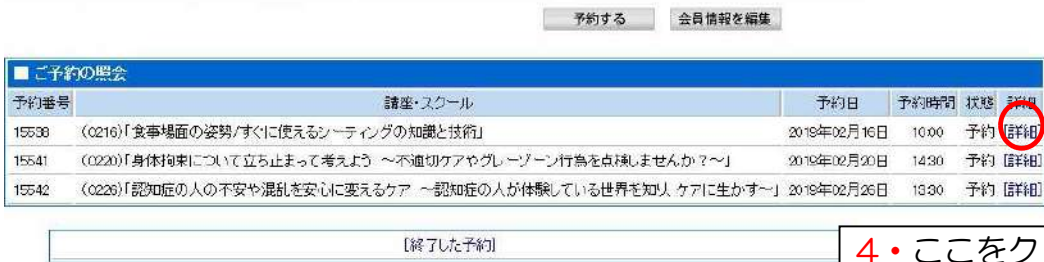 予約する 会員情報を編集
■ ご予約の照会
予約番号 講座・スクール 予約日 予約時間 状態 詳細
15538 (0216)「食事場面の姿勢/すぐに使えるシーティングの知識と技術」 2019年02月16日 10:00 予約 [詳細]
15541 (0220)「身体拘束について立ち止まって考えよう ~不適切ケアやグレーゾーン行為を点検しませんか?~」 2019年02月20日 14:30 予約 [詳細]
15542 (0226)「認知症の人の不安や混乱を安心に変えるケア ~認知症の人が体験している世界を知り、ケアに生かす~」 2019年02月26日 13:30 予約 [詳細]
[終了した予約]
4・ここをク